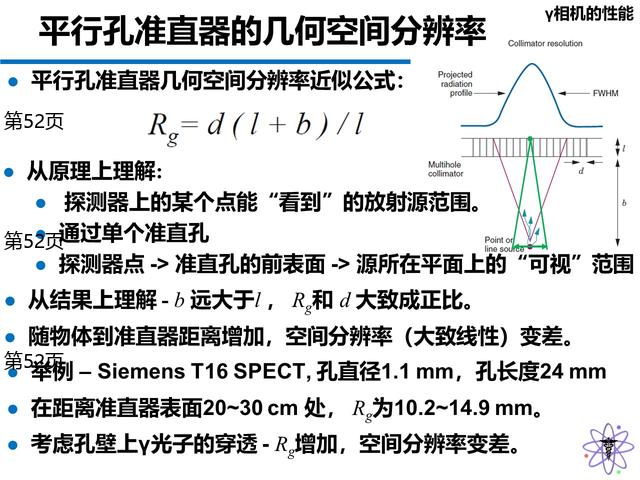 γ相机的性能
平行孔准直器的几何空间分辨率
● 平行孔准直器几何空间分辨率近似公式：
第52页
R_g = d ( l + b ) / l
Collimator resolution
Projected
radiation
profile
FWHM
Multihole
collimator
l
d
b
Point or
line source
● 从原理上理解:
● 探测器上的某个点能“看到”的放射源范围。
第52页
● 通过单个准直孔
● 探测器点 -> 准直孔的前表面 -> 源所在平面上的“可视”范围
● 从结果上理解 - b 远大于l ， R_g和 d 大致成正比。
● 随物体到准直器距离增加，空间分辨率（大致线性）变差。
第52页
● 举例 – Siemens T16 SPECT, 孔直径1.1 mm，孔长度24 mm
● 在距离准直器表面20~30 cm 处， R_g为10.2~14.9 mm。
● 考虑孔壁上γ光子的穿透 - R_g增加，空间分辨率变差。